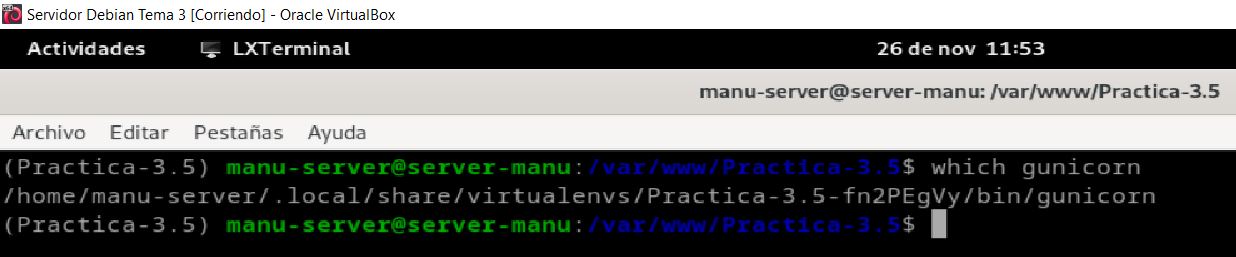 Servidor Debian Tema 3 [Corriendo] - Oracle VirtualBox
Actividades LXTerminal 26 de nov 11:53
manu-server@server-manu: /var/www/Practica-3.5
Archivo Editar Pestañas Ayuda
(Practica-3.5) manu-server@server-manu:/var/www/Practica-3.5$ which gunicorn
/home/manu-server/.local/share/virtualenvs/Practica-3.5-fn2PEgVy/bin/gunicorn
(Practica-3.5) manu-server@server-manu:/var/www/Practica-3.5$